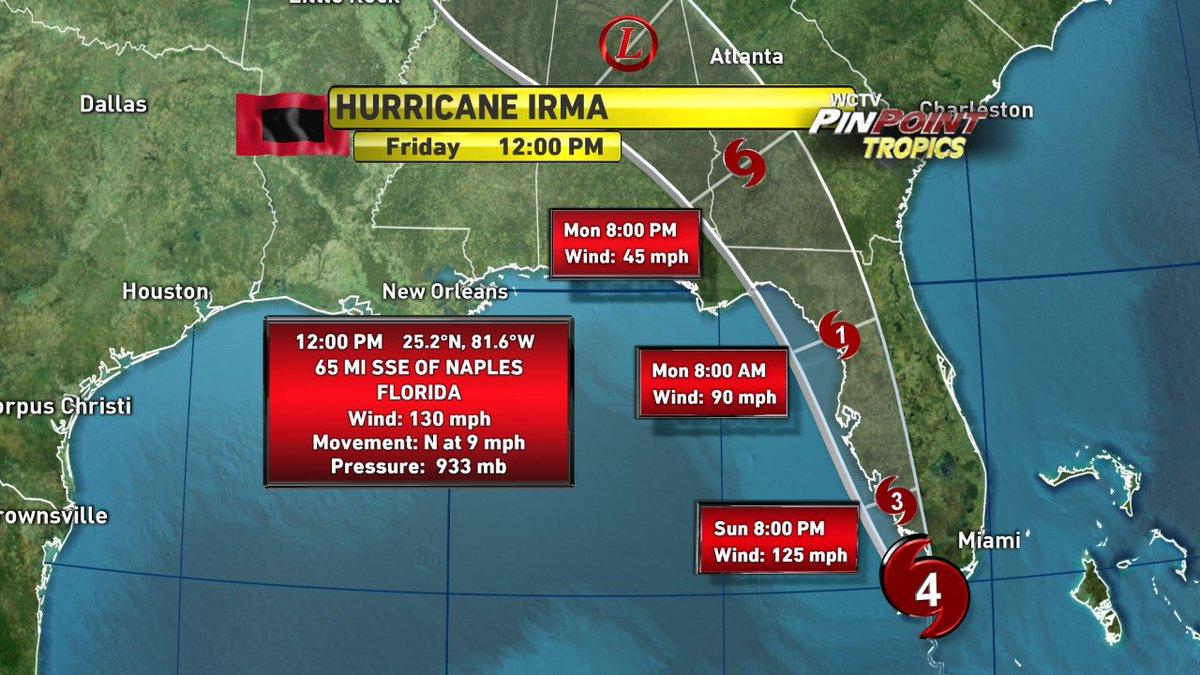 Little Rock
L
Atlanta
Dallas
HURRICANE IRMA
WCTV
PINPOINT
TROPICS
Charleston
Friday 12:00 PM
Mon 8:00 PM
Wind: 45 mph
Houston
New Orleans
12:00 PM 25.2°N, 81.6°W
65 MI SSE OF NAPLES
FLORIDA
Wind: 130 mph
Movement: N at 9 mph
Pressure: 933 mb
1
Mon 8:00 AM
Wind: 90 mph
orpus Christi
3
rownsville
Sun 8:00 PM
Wind: 125 mph
Miami
4